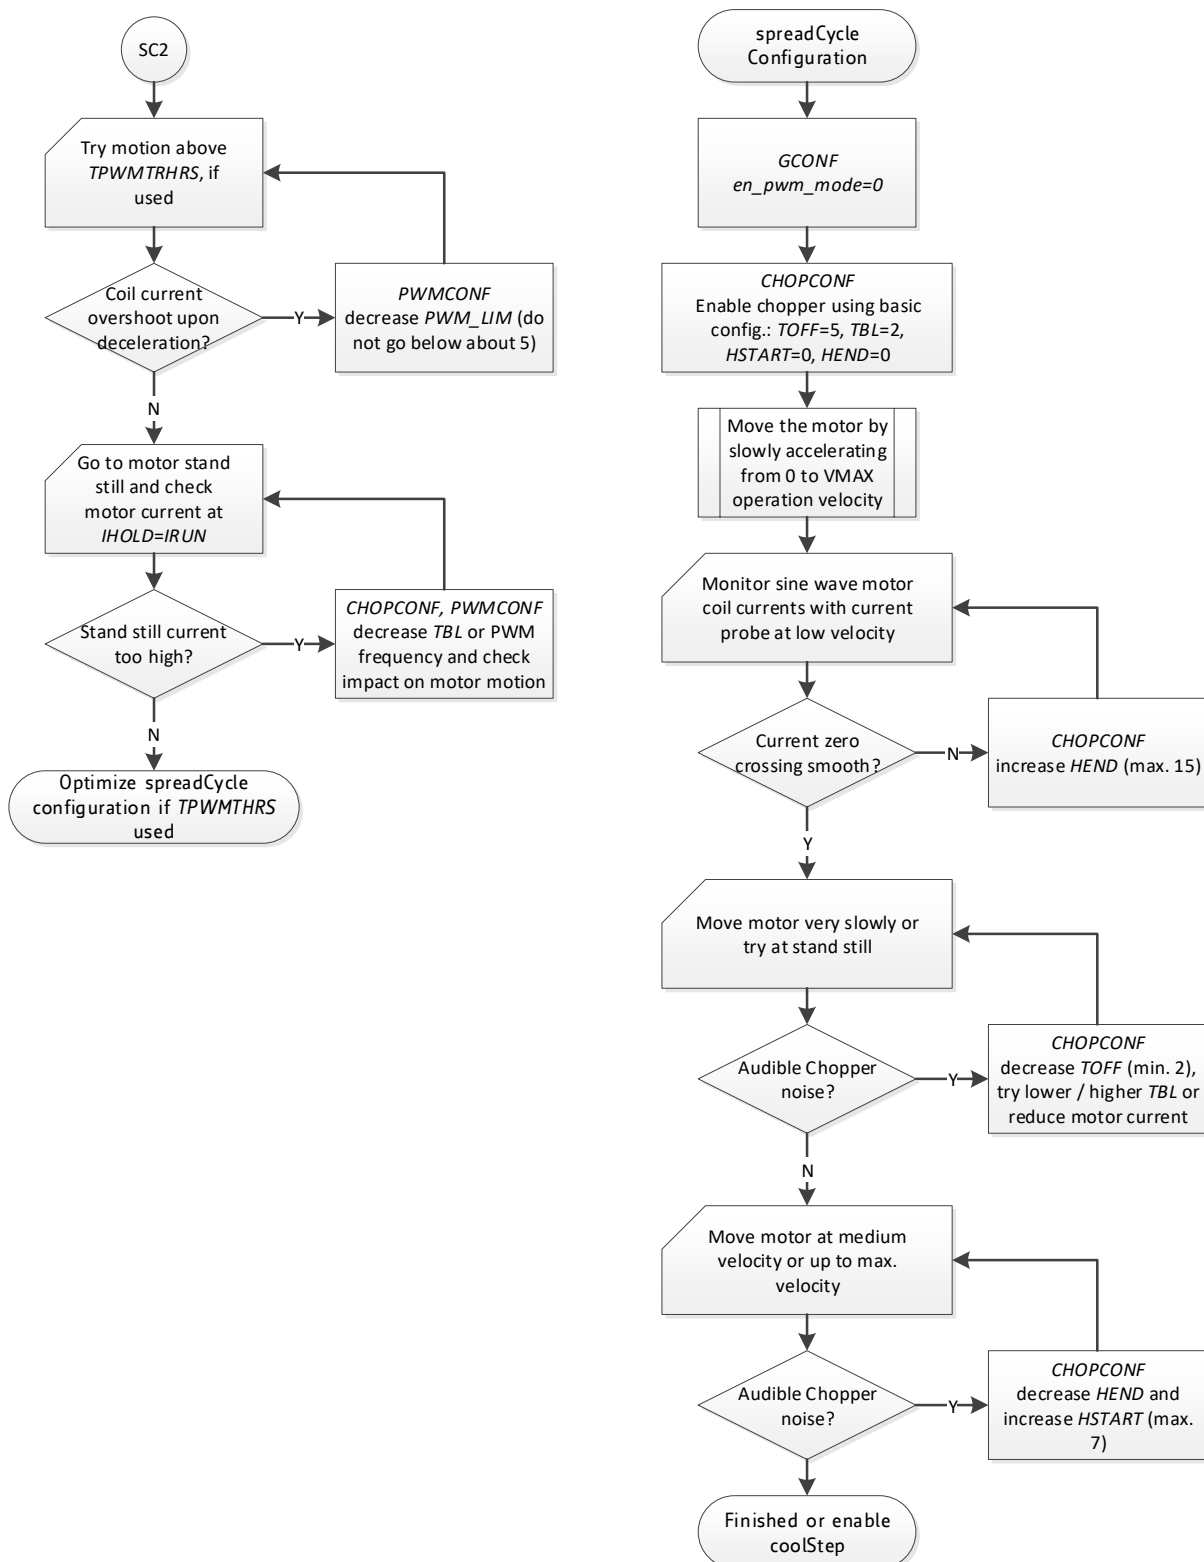 SC2
Try motion above
TPWMTRHRS, if
used
Coil current
overshoot upon
deceleration?
Y
PWMCONF
decrease PWM_LIM (do
not go below about 5)
N
Go to motor stand
still and check
motor current at
IHOLD=IRUN
Stand still current
too high?
Y
CHOPCONF, PWMCONF
decrease TBL or PWM
frequency and check
impact on motor motion
N
Optimize spreadCycle
configuration if TPWMTHRS
used
spreadCycle
Configuration
GCONF
en_pwm_mode=0
CHOPCONF
Enable chopper using basic
config.: TOFF=5, TBL=2,
HSTART=0, HEND=0
Move the motor by
slowly accelerating
from 0 to VMAX
operation velocity
Monitor sine wave motor
coil currents with current
probe at low velocity
Current zero
crossing smooth?
N
CHOPCONF
increase HEND (max. 15)
Y
Move motor very slowly or
try at stand still
Audible Chopper
noise?
Y
CHOPCONF
decrease TOFF (min. 2),
try lower / higher TBL or
reduce motor current
N
Move motor at medium
velocity or up to max.
velocity
Audible Chopper
noise?
Y
CHOPCONF
decrease HEND and
increase HSTART (max.
7)
Finished or enable
coolStep